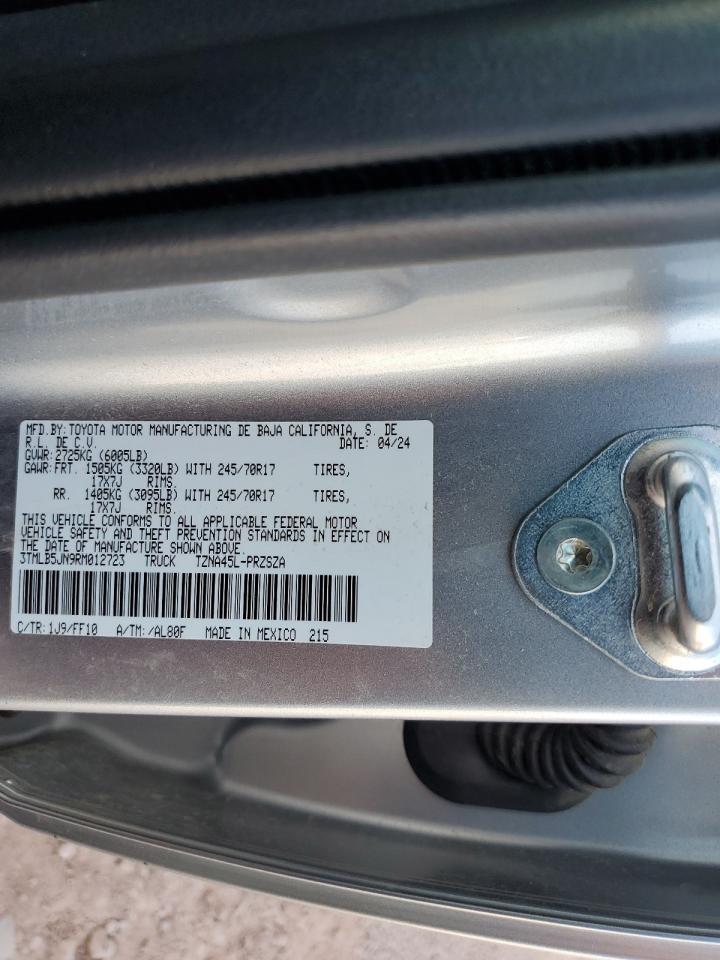 MFD.BY:TOYOTA MOTOR MANUFACTURING DE BAJA CALIFORNIA, S. DE
R.L. DE C.V. DATE: 04/24
GVWR:2725KG (6005LB)
GAWR:FRT. 1505KG (3320LB) WITH 245/70R17 TIRES,
17X7J RIMS.
RR. 1405KG (3095LB) WITH 245/70R17 TIRES,
17X7J RIMS.
THIS VEHICLE CONFORMS TO ALL APPLICABLE FEDERAL MOTOR
VEHICLE SAFETY AND THEFT PREVENTION STANDARDS IN EFFECT ON
THE DATE OF MANUFACTURE SHOWN ABOVE.
3TMLB5JN9RM012723 TRUCK TZNA45L-PRZSZA
C/TR:1J9/FF10 A/TM:/AL80F MADE IN MEXICO 215